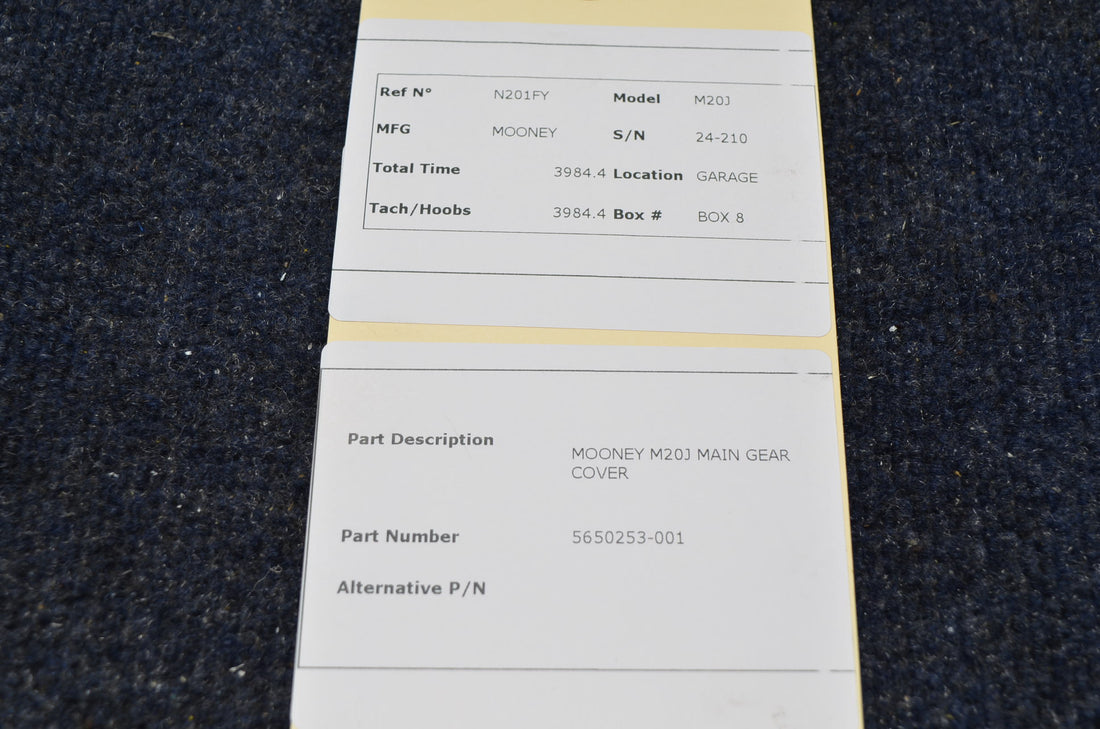 Ref N° N201FY Model M20J
MFG MOONEY S/N 24-210
Total Time 3984.4 Location GARAGE
Tach/Hoobs 3984.4 Box # BOX 8
Part Description
MOONEY M20J MAIN GEAR
COVER
Part Number 5650253-001
Alternative P/N